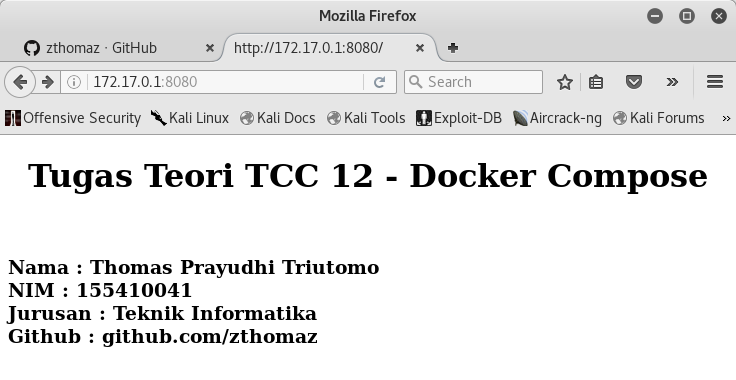 Mozilla Firefox
zthomaz · GitHub
http://172.17.0.1:8080/
172.17.0.1:8080
Search
Offensive Security Kali Linux Kali Docs Kali Tools Exploit-DB Aircrack-ng Kali Forums »
Tugas Teori TCC 12 - Docker Compose
Nama : Thomas Prayudhi Triutomo
NIM : 155410041
Jurusan : Teknik Informatika
Github : github.com/zthomaz